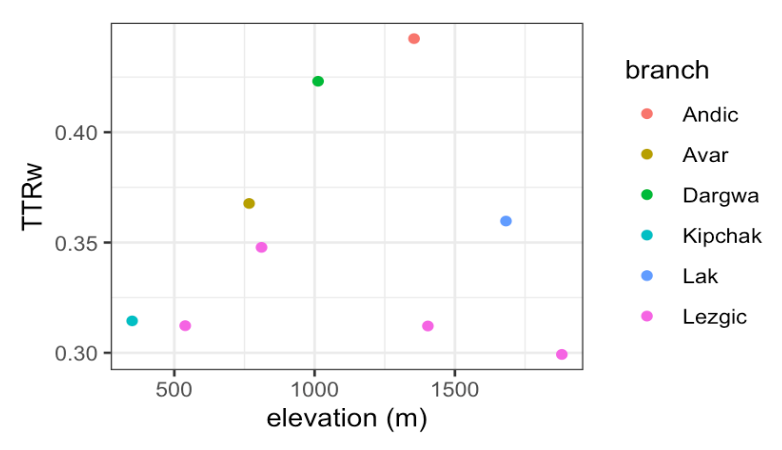 TTRw
0.40
0.35
0.30
500 1000 1500
elevation (m)
branch
Andic
Avar
Dargwa
Kipchak
Lak
Lezgic